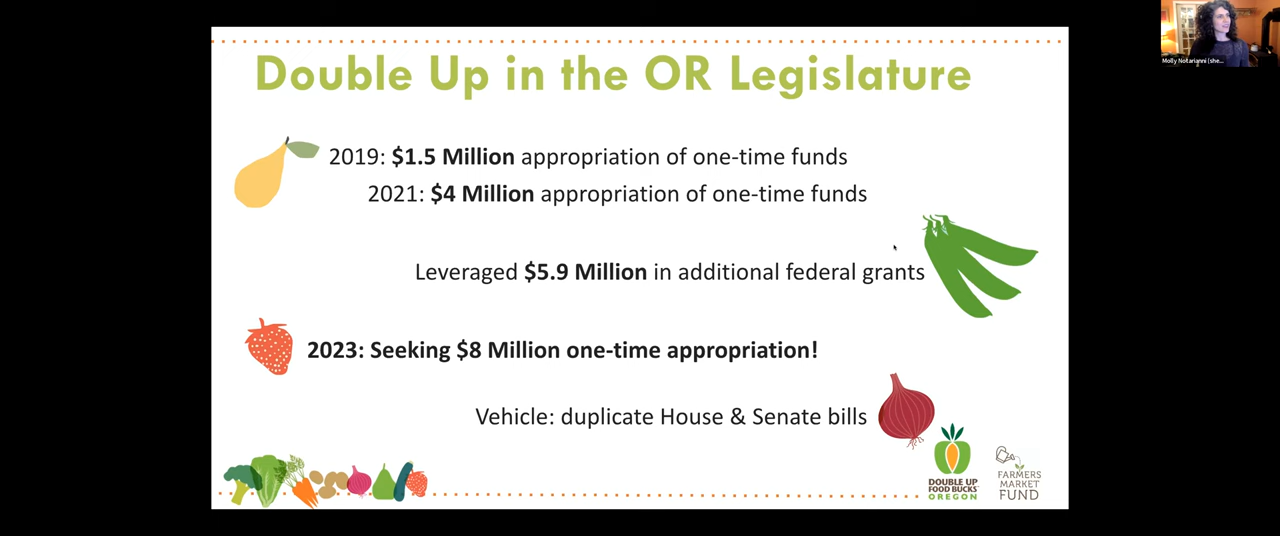 Double Up in the OR Legislature
Molly Notarianni (she...
2019: $1.5 Million appropriation of one-time funds
2021: $4 Million appropriation of one-time funds
Leveraged $5.9 Million in additional federal grants
2023: Seeking $8 Million one-time appropriation!
Vehicle: duplicate House & Senate bills
DOUBLE UP
FOOD BUCKS
OREGON
FARMERS
MARKET
FUND